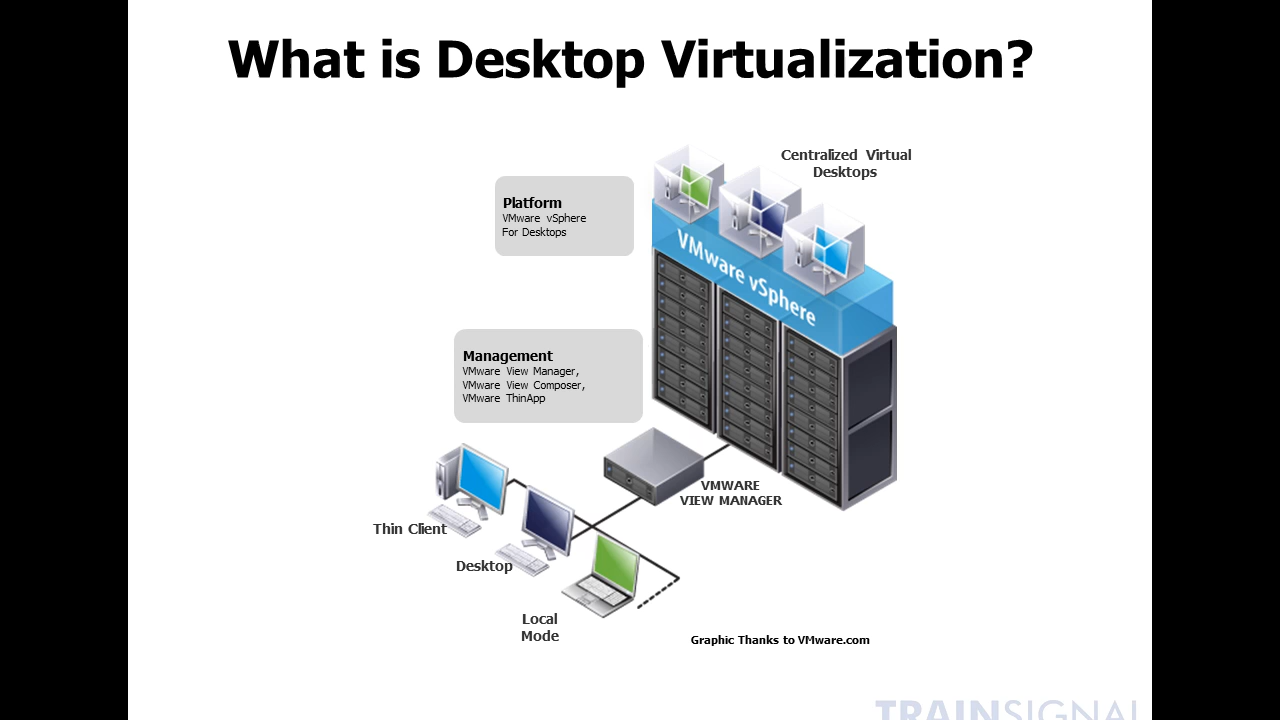 What is Desktop Virtualization?
Centralized Virtual
Desktops
Platform
VMware vSphere
For Desktops
VMware vSphere
Management
VMware View Manager,
VMware View Composer,
VMware ThinApp
VMWARE
VIEW MANAGER
Thin Client
Desktop
Local
Mode
Graphic Thanks to VMware.com
TRAINSIGNAL